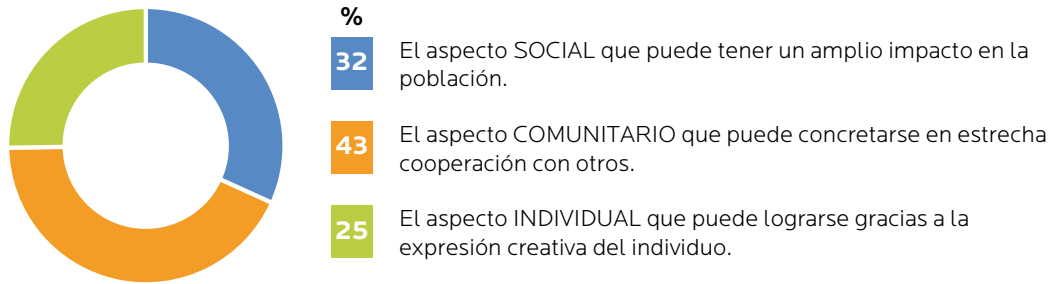 %
32
El aspecto SOCIAL que puede tener un amplio impacto en la
población.
43
El aspecto COMUNITARIO que puede concretarse en estrecha
cooperación con otros.
25
El aspecto INDIVIDUAL que puede lograrse gracias a la
expresión creativa del individuo.